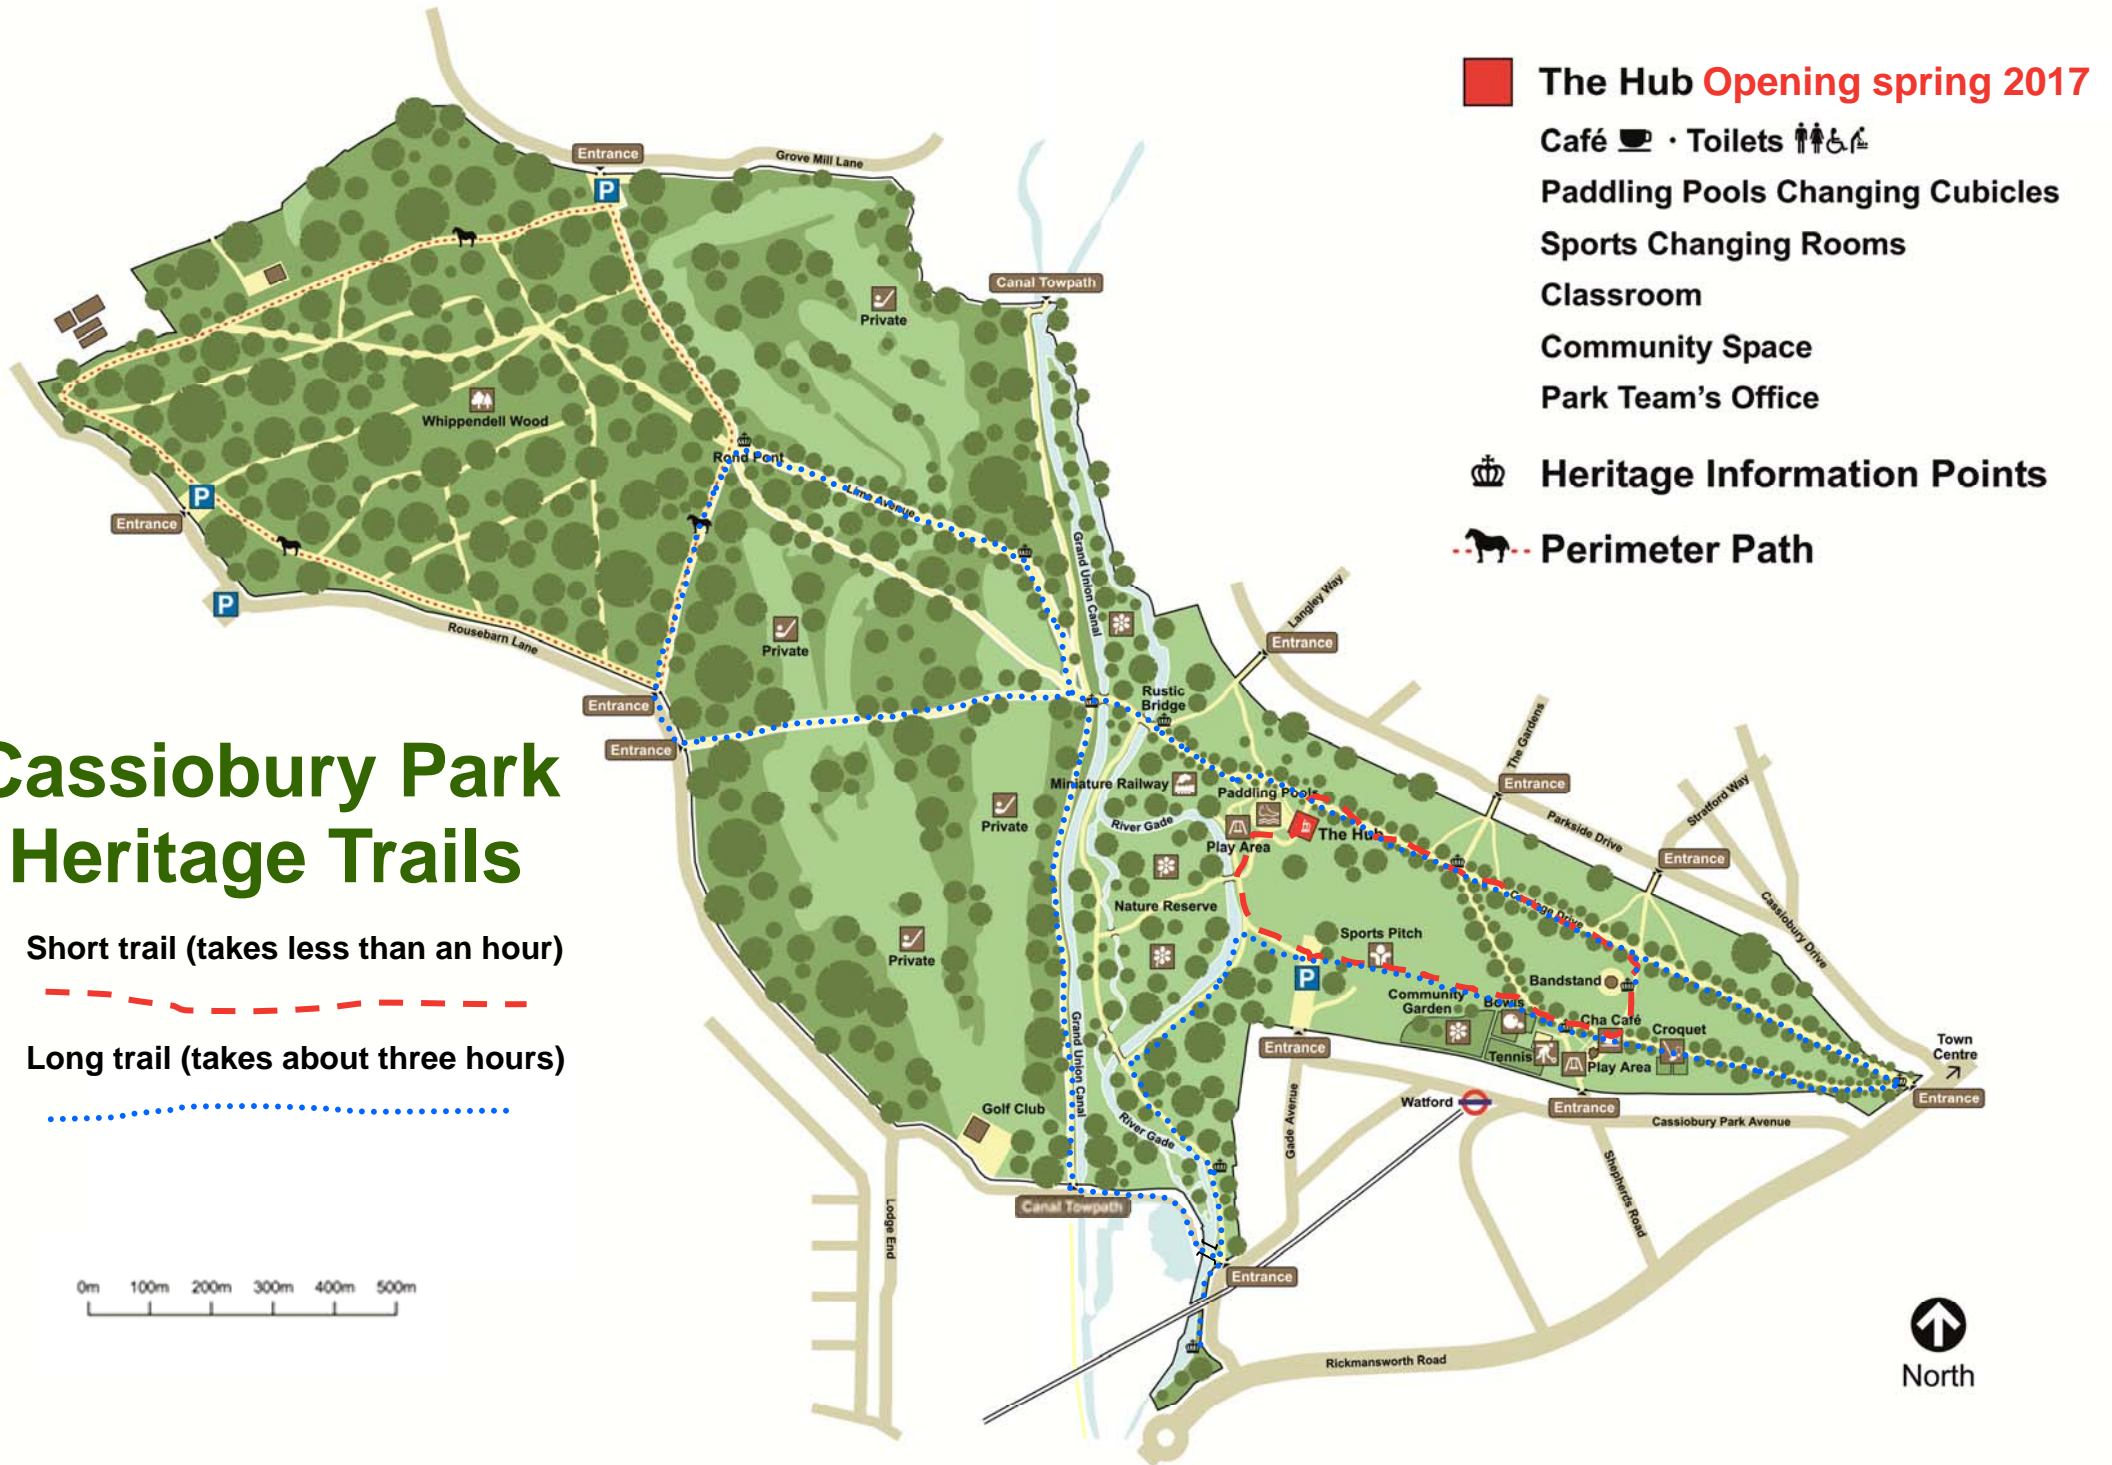 The Hub Opening spring 2017
Café · Toilets
Paddling Pools Changing Cubicles
Sports Changing Rooms
Classroom
Community Space
Park Team's Office
Heritage Information Points
Perimeter Path
Entrance
P
Grove Mill Lane
Canal Towpath
Private
Whippendell Wood
Rond Pont
Lime Avenue
P
Entrance
P
Rousebarn Lane
Grand Union Canal
Private
Langley Way
Entrance
Entrance
Entrance
Rustic
Bridge
The Gardens
Entrance
Miniature Railway
Paddling Pools
River Gade
The Hub
Play Area
Private
Parkside Drive
Stratford Way
Entrance
Cassiobury Drive
Nature Reserve
Carriage Drive
Private
Sports Pitch
P
Bandstand
Community
Garden
Bowls
Cha Café
Croquet
Tennis
Play Area
Town
Centre
Entrance
Entrance
Watford
Entrance
Cassiobury Park Avenue
Gade Avenue
Shepherds Road
Grand Union Canal
Golf Club
River Gade
Canal Towpath
Lodge End
Entrance
Rickmansworth Road
North
Cassiobury Park
Heritage Trails
Short trail (takes less than an hour)
Long trail (takes about three hours)
0m 100m 200m 300m 400m 500m